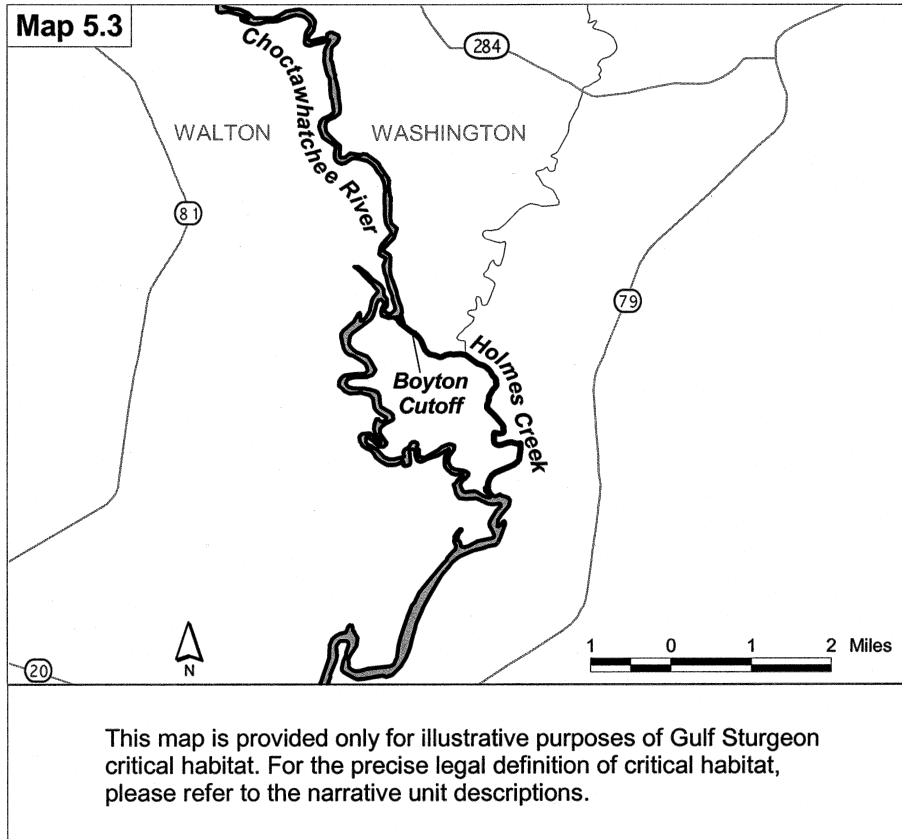 Map 5.3
Choctawhatchee River
284
WALTON
WASHINGTON
81
79
Holmes Creek
Boyton
Cutoff
N
1 0 1 2 Miles
20
This map is provided only for illustrative purposes of Gulf Sturgeon
critical habitat. For the precise legal definition of critical habitat,
please refer to the narrative unit descriptions.